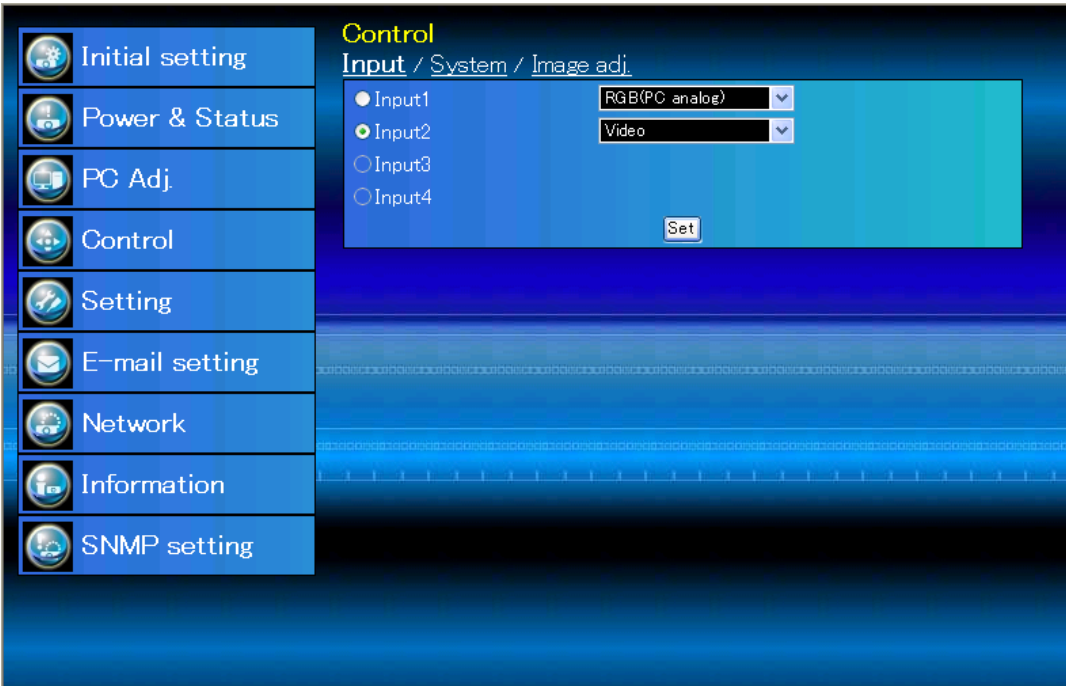 Initial setting
Power & Status
PC Adj.
Control
Setting
E-mail setting
Network
Information
SNMP setting
Control
Input / System / Image adj.
Input1 RGB(PC analog)
Input2 Video
Input3
Input4
Set